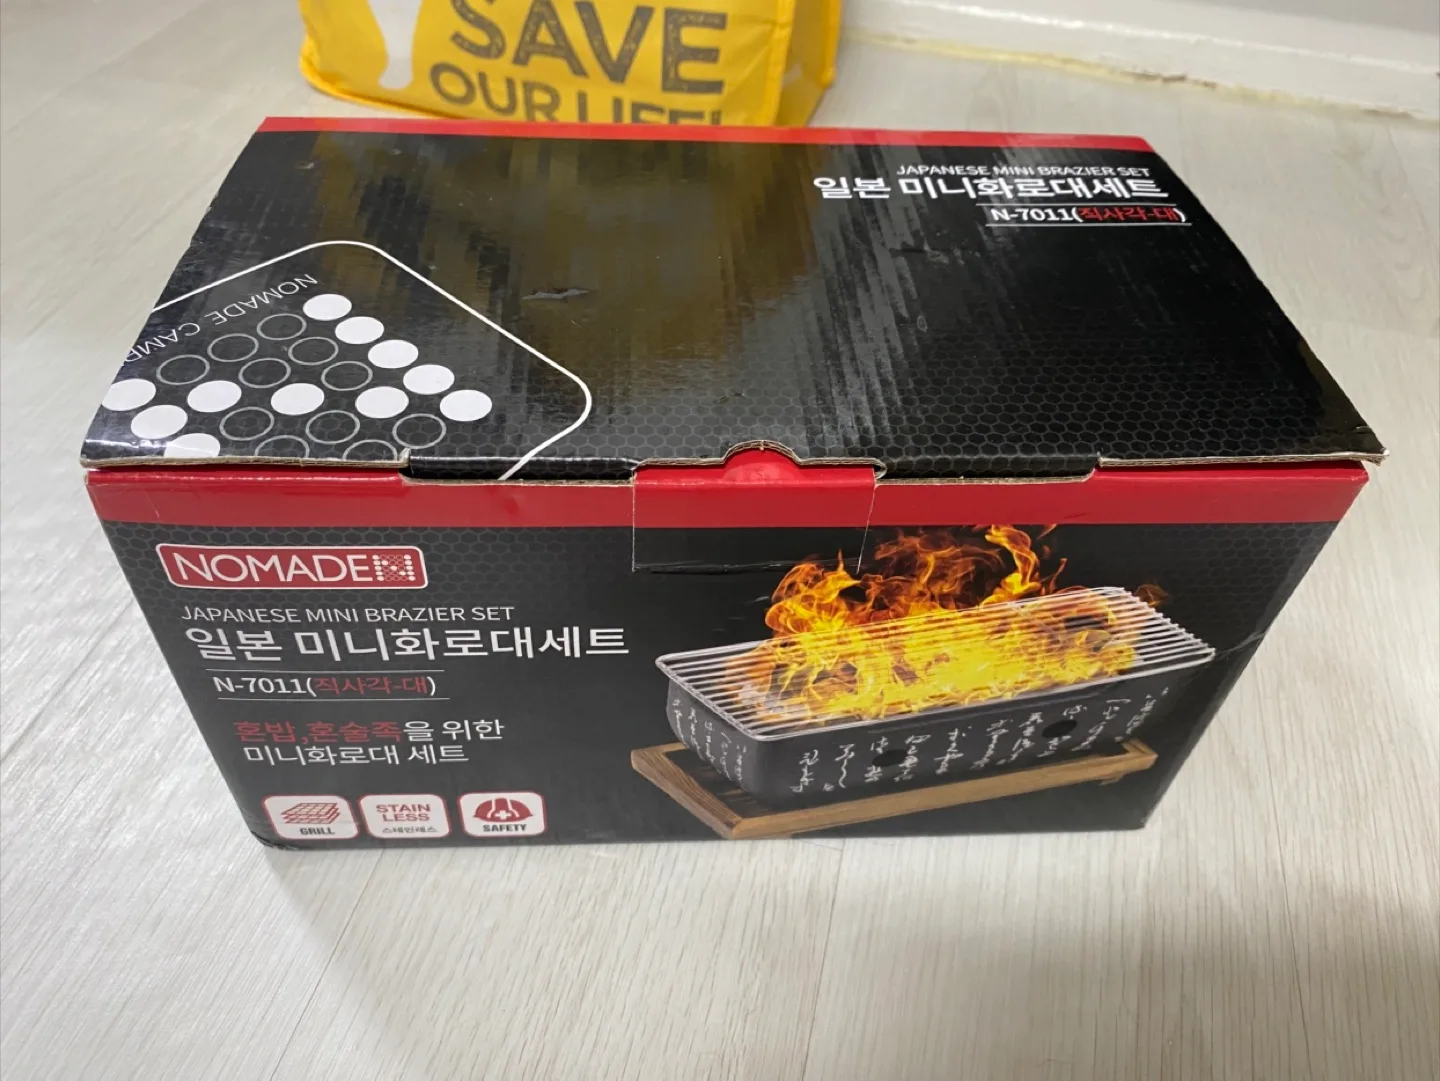 SAVE
OUR LIFE!
JAPANESE MINI BRAZIER SET
일본 미니화로대세트
N-7011(직사각-대)
NOMADE CAMP
NOMADE
JAPANESE MINI BRAZIER SET
일본 미니화로대세트
N-7011(직사각-대)
혼밥,혼술족을 위한
미니화로대 세트
GRILL
STAIN
LESS
스테인레스
SAFETY